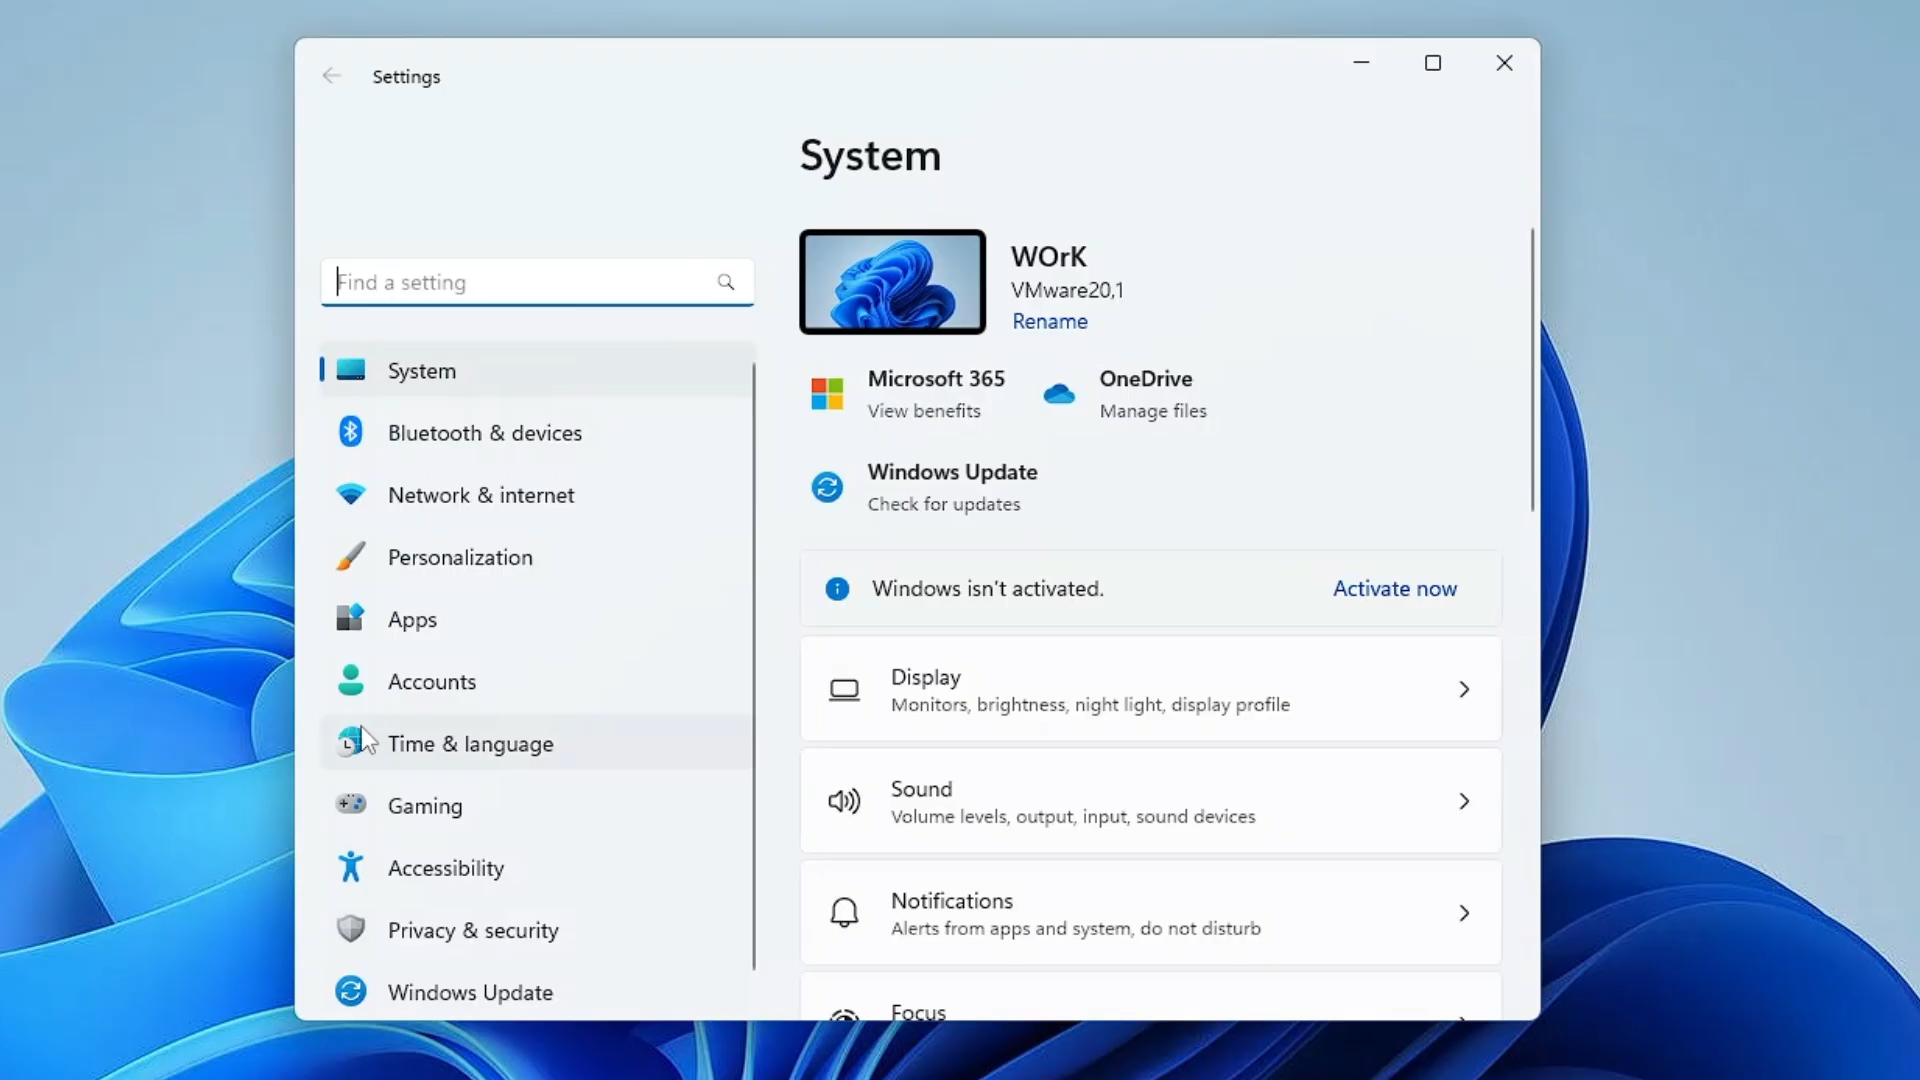 Settings
System
Find a setting
System
Bluetooth & devices
Network & internet
Personalization
Apps
Accounts
Time & language
Gaming
Accessibility
Privacy & security
Windows Update
WOrK
VMware20,1
Rename
Microsoft 365
View benefits
OneDrive
Manage files
Windows Update
Check for updates
Windows isn't activated.
Activate now
Display
Monitors, brightness, night light, display profile
Sound
Volume levels, output, input, sound devices
Notifications
Alerts from apps and system, do not disturb
Focus